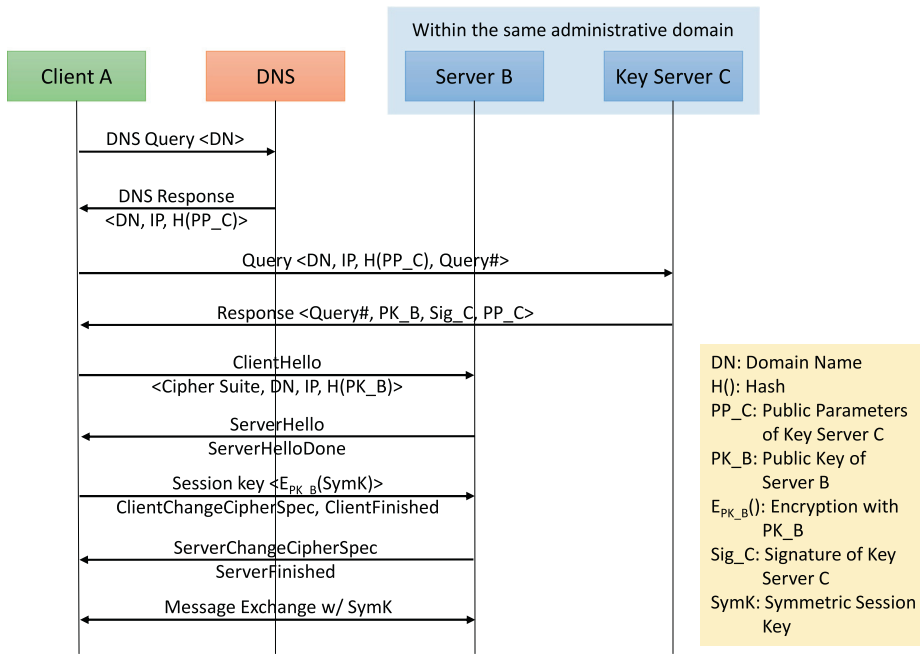 Within the same administrative domain
Client A
DNS
Server B
Key Server C
DNS Query <DN>
DNS Response
<DN, IP, H(PP_C)>
Query <DN, IP, H(PP_C), Query#>
Response <Query#, PK_B, Sig_C, PP_C>
ClientHello
<Cipher Suite, DN, IP, H(PK_B)>
ServerHello
ServerHelloDone
Session key <E_PK_B(SymK)>
ClientChangeCipherSpec, ClientFinished
ServerChangeCipherSpec
ServerFinished
Message Exchange w/ SymK
DN: Domain Name
H(): Hash
PP_C: Public Parameters
of Key Server C
PK_B: Public Key of
Server B
E_PK_B(): Encryption with
PK_B
Sig_C: Signature of Key
Server C
SymK: Symmetric Session
Key